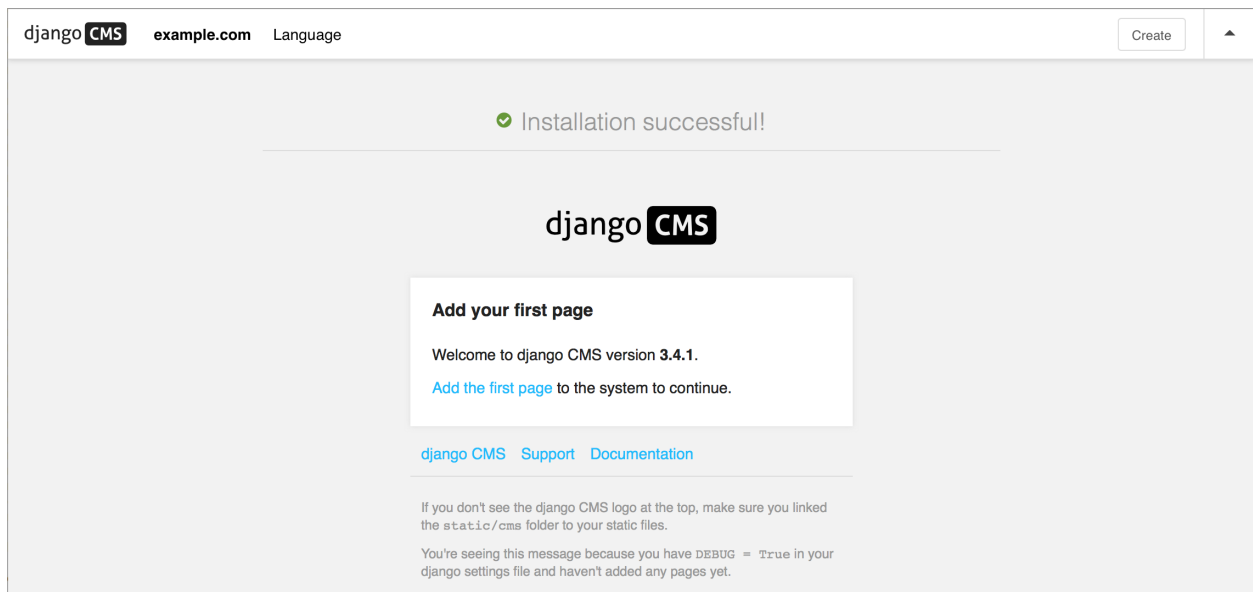 django CMS example.com Language Create
Installation successful!
django CMS
Add your first page
Welcome to django CMS version 3.4.1.
Add the first page to the system to continue.
django CMS Support Documentation
If you don't see the django CMS logo at the top, make sure you linked
the static/cms folder to your static files.
You're seeing this message because you have DEBUG = True in your
django settings file and haven't added any pages yet.